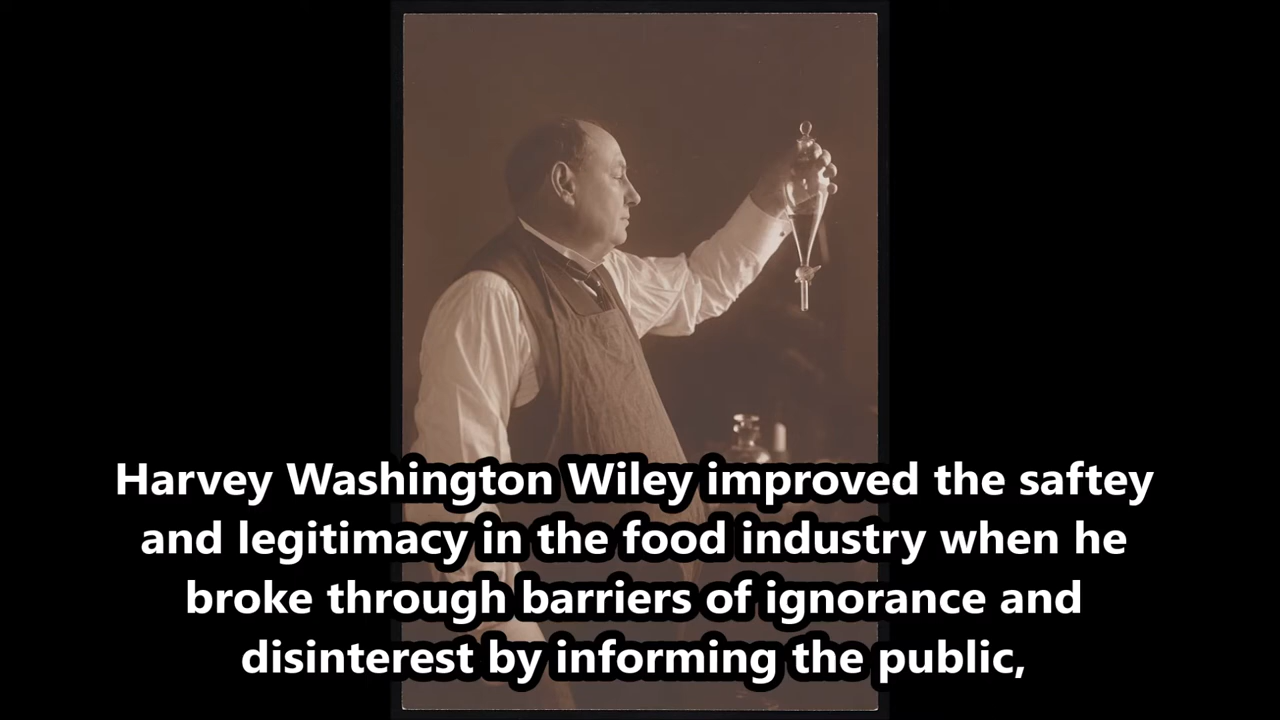 Harvey Washington Wiley improved the saftey
and legitimacy in the food industry when he
broke through barriers of ignorance and
disinterest by informing the public,